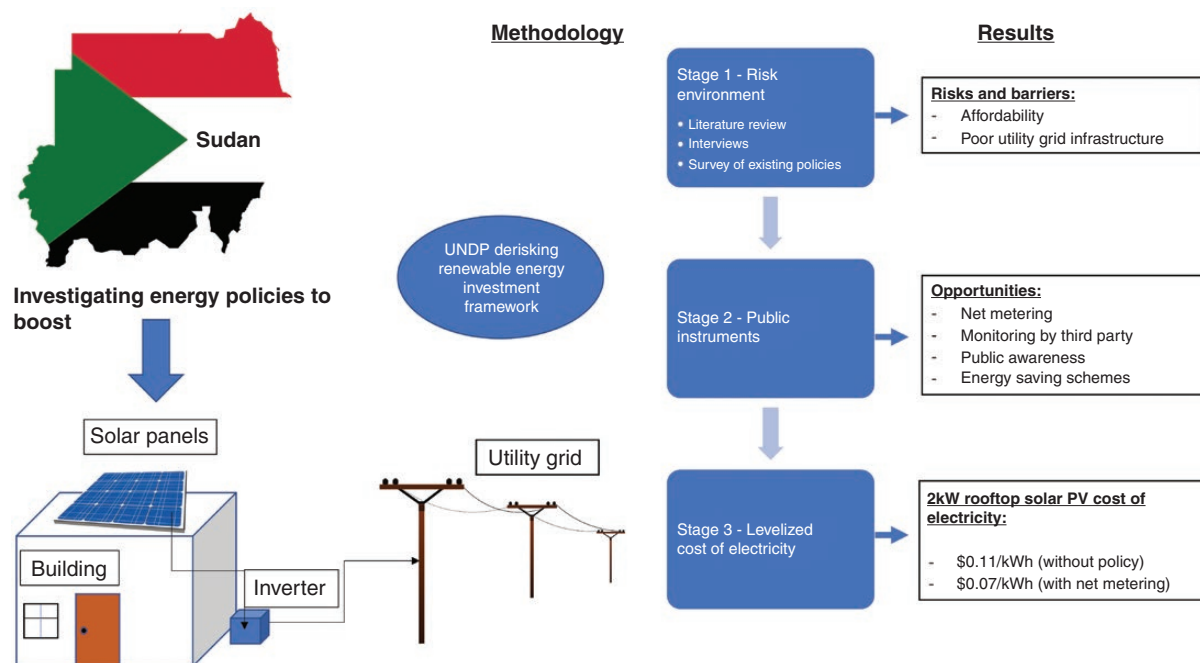 Sudan
Investigating energy policies to
boost
Solar panels
Building
Inverter
Utility grid
Methodology
UNDP derisking
renewable energy
investment
framework
Stage 1 - Risk
environment
• Literature review
• Interviews
• Survey of existing policies
Stage 2 - Public
instruments
Stage 3 - Levelized
cost of electricity
Results
Risks and barriers:
- Affordability
- Poor utility grid infrastructure
Opportunities:
- Net metering
- Monitoring by third party
- Public awareness
- Energy saving schemes
2kW rooftop solar PV cost of
electricity:
- $0.11/kWh (without policy)
- $0.07/kWh (with net metering)